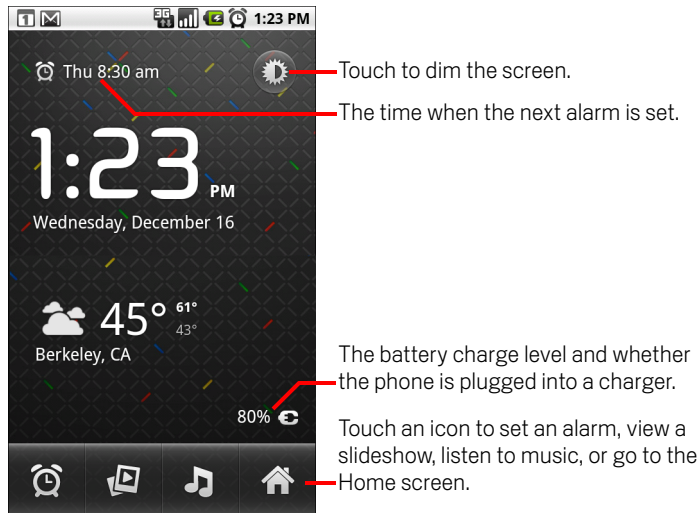 1 3G 1:23 PM
Thu 8:30 am
Touch to dim the screen.
The time when the next alarm is set.
1:23 PM
Wednesday, December 16
45° 61°
43°
Berkeley, CA
The battery charge level and whether
the phone is plugged into a charger.
80%
Touch an icon to set an alarm, view a
slideshow, listen to music, or go to the
Home screen.